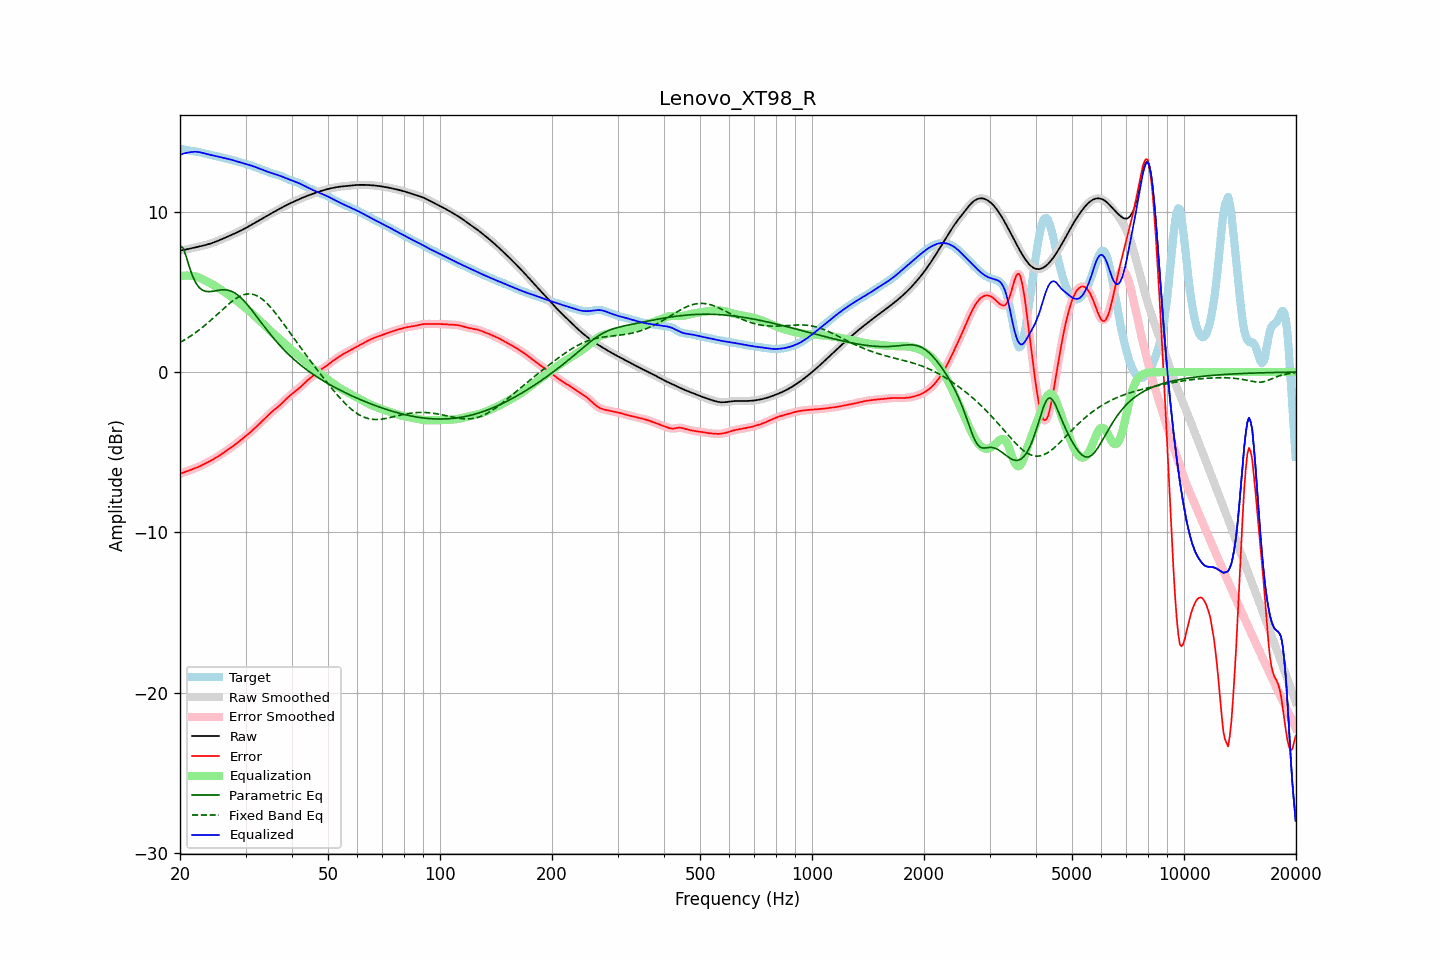 Lenovo_XT98_R
Amplitude (dBr)
10
0
−10
−20
−30
Target
Raw Smoothed
Error Smoothed
Raw
Error
Equalization
Parametric Eq
Fixed Band Eq
Equalized
20 50 100 200 500 1000 2000 5000 10000 20000
Frequency (Hz)